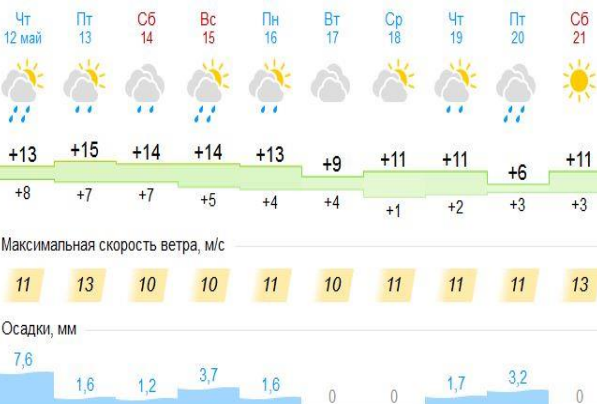 Чт Пт Сб Вс Пн Вт Ср Чт Пт Сб
12 май 13 14 15 16 17 18 19 20 21
+13 +15 +14 +14 +13 +9 +11 +11 +6 +11
+8 +7 +7 +5 +4 +4 +1 +2 +3 +3
Максимальная скорость ветра, м/с
11 13 10 10 11 10 11 11 11 13
Осадки, мм
7,6 1,6 1,2 3,7 1,6 0 0 1,7 3,2 0